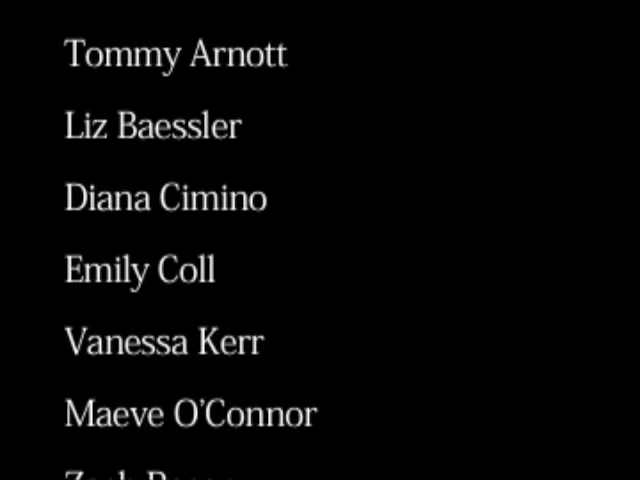 Tommy Arnott
Liz Baessler
Diana Cimino
Emily Coll
Vanessa Kerr
Maeve O'Connor